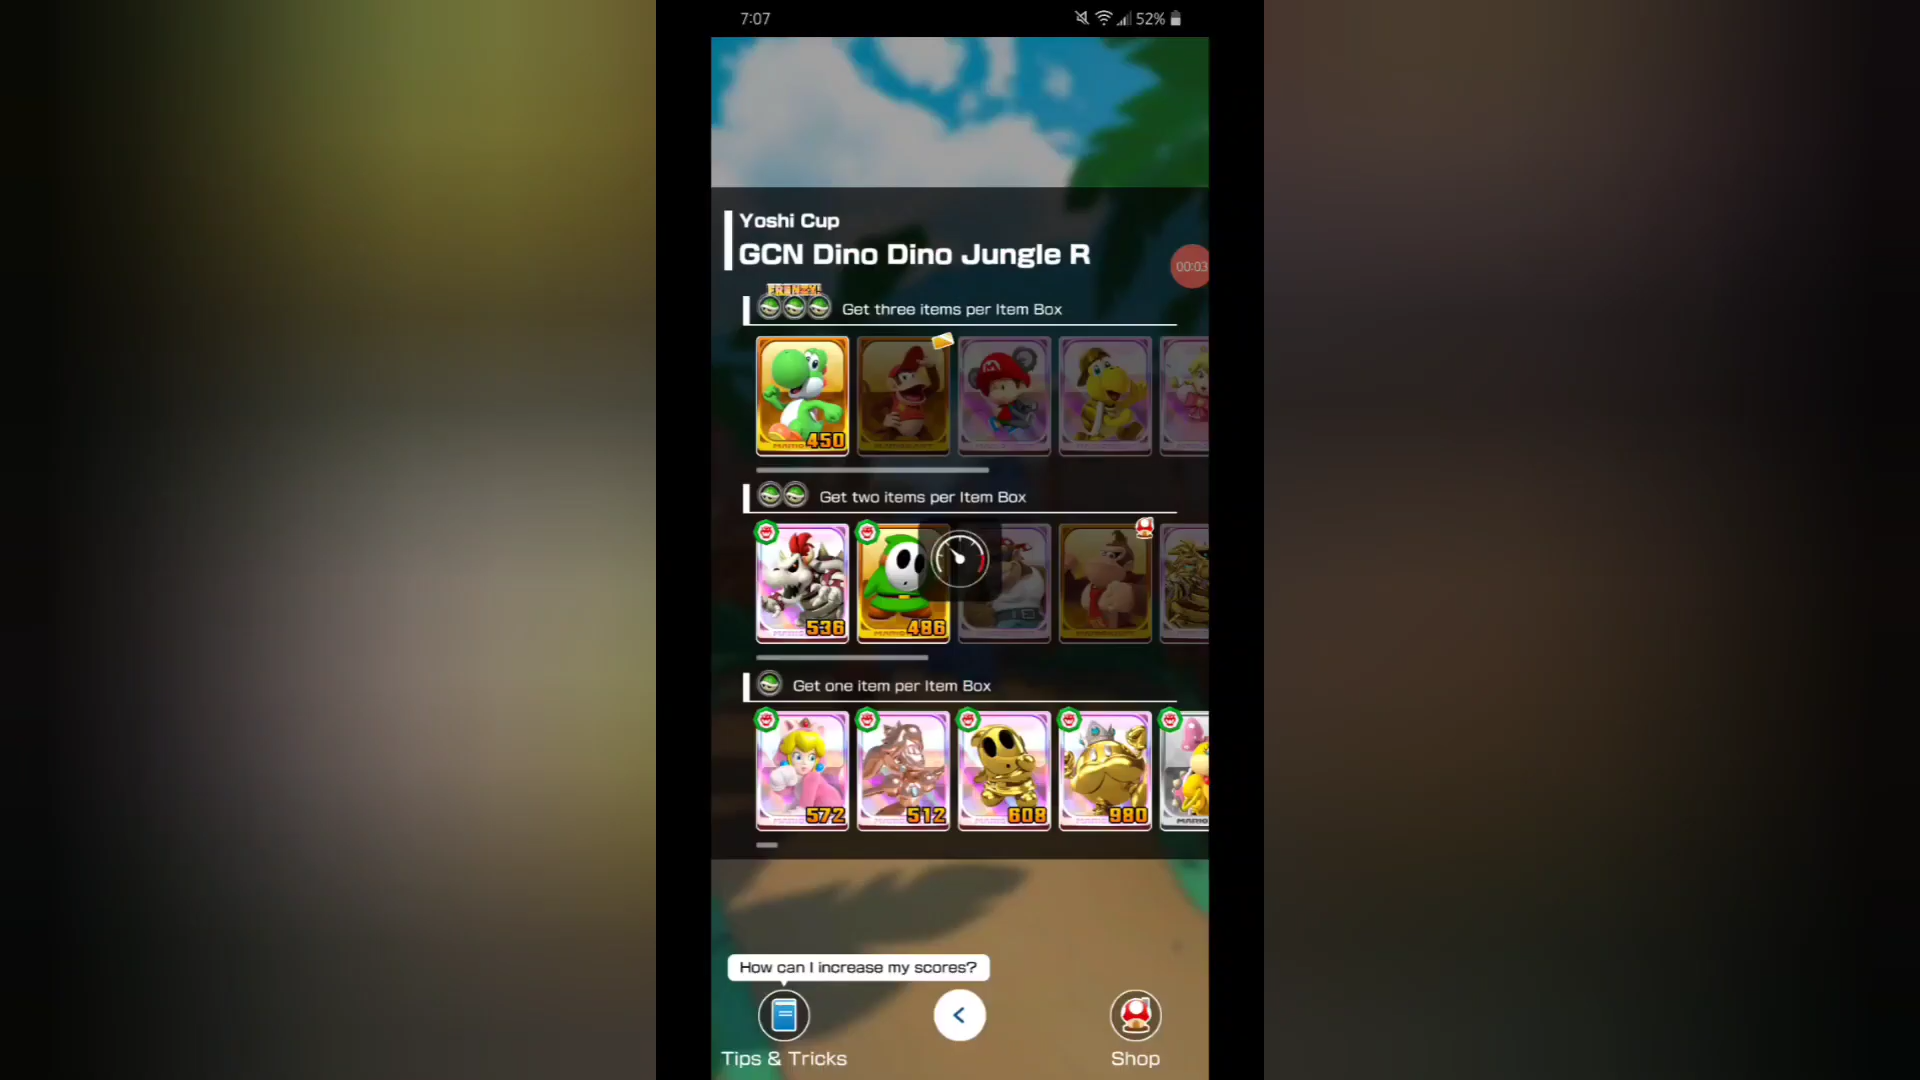 7:07
52%
Yoshi Cup
GCN Dino Dino Jungle R
00:03
FRENZY!
Get three items per Item Box
450
Get two items per Item Box
536
486
Get one item per Item Box
572
512
608
980
How can I increase my scores?
Tips & Tricks
Shop